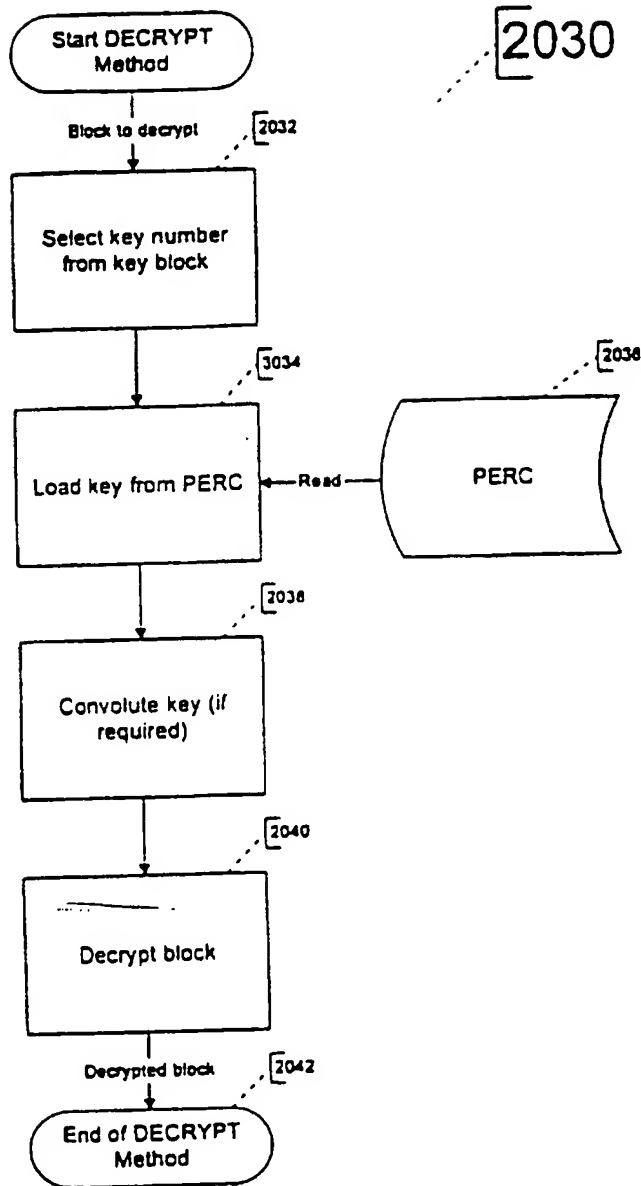 2030
Start DECRYPT
Method
Block to decrypt
2032
Select key number
from key block
3034
2036
Load key from PERC
Read
PERC
2038
Convolute key (if
required)
2040
Decrypt block
Decrypted block
2042
End of DECRYPT
Method